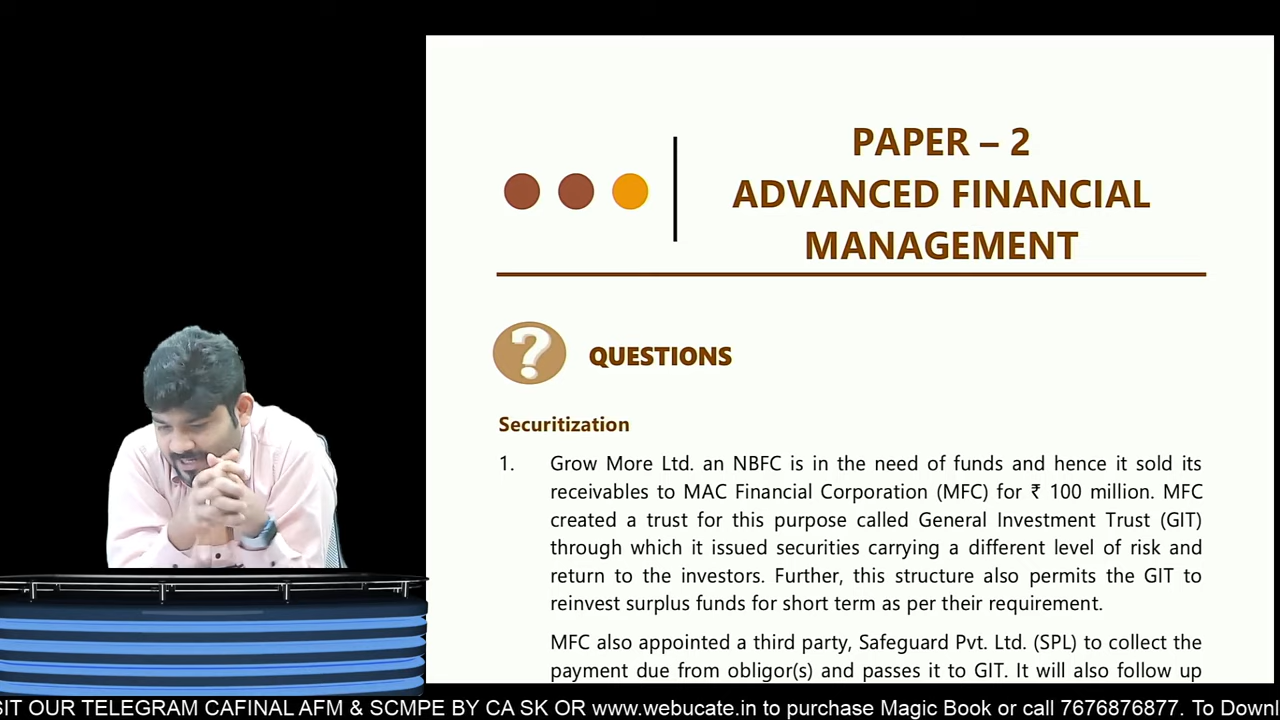 PAPER – 2
ADVANCED FINANCIAL
MANAGEMENT
?
QUESTIONS
Securitization
1. Grow More Ltd. an NBFC is in the need of funds and hence it sold its
receivables to MAC Financial Corporation (MFC) for ₹ 100 million. MFC
created a trust for this purpose called General Investment Trust (GIT)
through which it issued securities carrying a different level of risk and
return to the investors. Further, this structure also permits the GIT to
reinvest surplus funds for short term as per their requirement.
MFC also appointed a third party, Safeguard Pvt. Ltd. (SPL) to collect the
payment due from obligor(s) and passes it to GIT. It will also follow up
SIT OUR TELEGRAM CAFINAL AFM & SCMPE BY CA SK OR www.webucate.in to purchase Magic Book or call 7676876877. To Downl